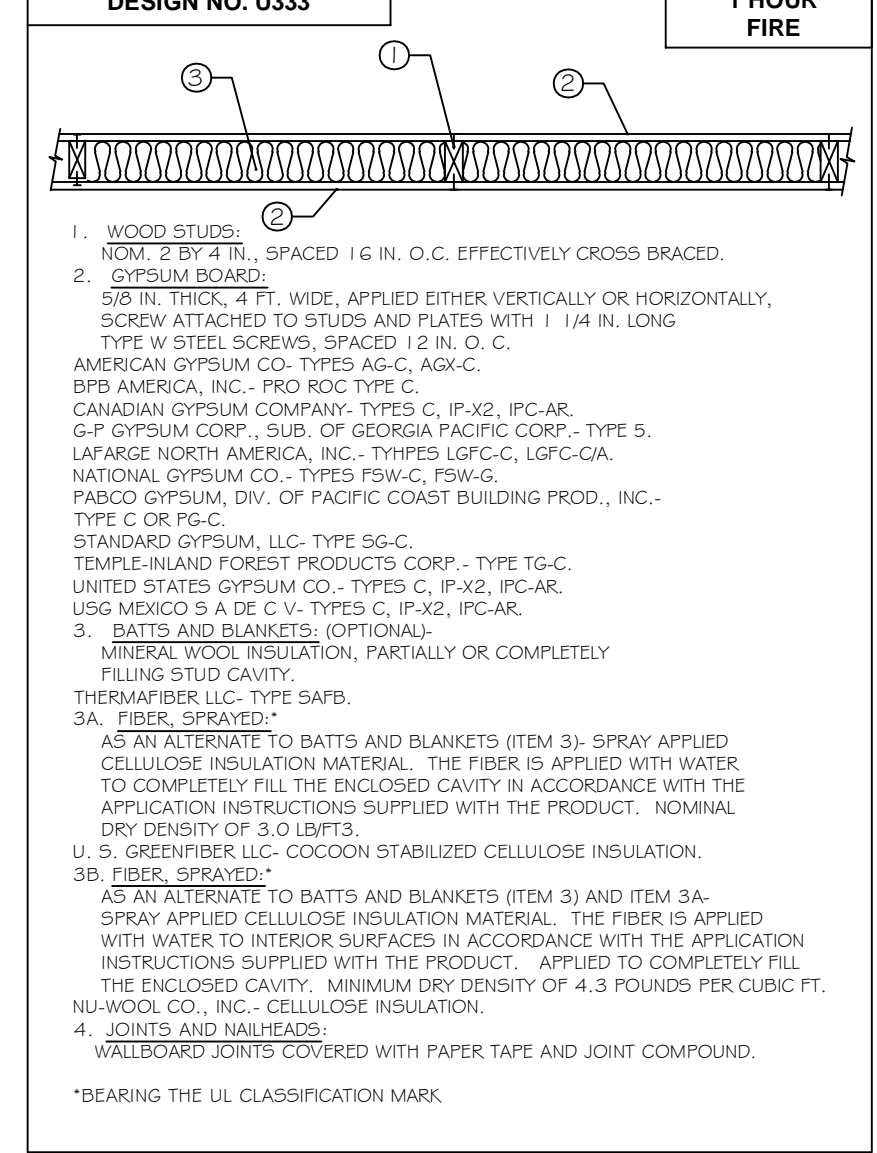 DESIGN NO. U333
1 HOUR
FIRE
1
3
2
2
1. WOOD STUDS:
NOM. 2 BY 4 IN., SPACED 16 IN. O.C. EFFECTIVELY CROSS BRACED.
2. GYPSUM BOARD:
5/8 IN. THICK, 4 FT. WIDE, APPLIED EITHER VERTICALLY OR HORIZONTALLY,
SCREW ATTACHED TO STUDS AND PLATES WITH 1 1/4 IN. LONG
TYPE W STEEL SCREWS, SPACED 12 IN. O. C.
AMERICAN GYPSUM CO- TYPES AG-C, AGX-C.
BPB AMERICA, INC.- PRO ROC TYPE C.
CANADIAN GYPSUM COMPANY- TYPES C, IP-X2, IPC-AR.
G-P GYPSUM CORP., SUB. OF GEORGIA PACIFIC CORP.- TYPE 5.
LAFARGE NORTH AMERICA, INC.- TYHPES LGFC-C, LGFC-C/A.
NATIONAL GYPSUM CO.- TYPES FSW-C, FSW-G.
PABCO GYPSUM, DIV. OF PACIFIC COAST BUILDING PROD., INC.-
TYPE C OR PG-C.
STANDARD GYPSUM, LLC- TYPE SG-C.
TEMPLE-INLAND FOREST PRODUCTS CORP.- TYPE TG-C.
UNITED STATES GYPSUM CO.- TYPES C, IP-X2, IPC-AR.
USG MEXICO S A DE C V- TYPES C, IP-X2, IPC-AR.
3. BATTS AND BLANKETS: (OPTIONAL)-
MINERAL WOOL INSULATION, PARTIALLY OR COMPLETELY
FILLING STUD CAVITY.
THERMAFIBER LLC- TYPE SAFB.
3A. FIBER, SPRAYED:*
AS AN ALTERNATE TO BATTS AND BLANKETS (ITEM 3)- SPRAY APPLIED
CELLULOSE INSULATION MATERIAL. THE FIBER IS APPLIED WITH WATER
TO COMPLETELY FILL THE ENCLOSED CAVITY IN ACCORDANCE WITH THE
APPLICATION INSTRUCTIONS SUPPLIED WITH THE PRODUCT. NOMINAL
DRY DENSITY OF 3.0 LB/FT3.
U. S. GREENFIBER LLC- COCOON STABILIZED CELLULOSE INSULATION.
3B. FIBER, SPRAYED:*
AS AN ALTERNATE TO BATTS AND BLANKETS (ITEM 3) AND ITEM 3A-
SPRAY APPLIED CELLULOSE INSULATION MATERIAL. THE FIBER IS APPLIED
WITH WATER TO INTERIOR SURFACES IN ACCORDANCE WITH THE APPLICATION
INSTRUCTIONS SUPPLIED WITH THE PRODUCT. APPLIED TO COMPLETELY FILL
THE ENCLOSED CAVITY. MINIMUM DRY DENSITY OF 4.3 POUNDS PER CUBIC FT.
NU-WOOL CO., INC.- CELLULOSE INSULATION.
4. JOINTS AND NAILHEADS:
WALLBOARD JOINTS COVERED WITH PAPER TAPE AND JOINT COMPOUND.
*BEARING THE UL CLASSIFICATION MARK